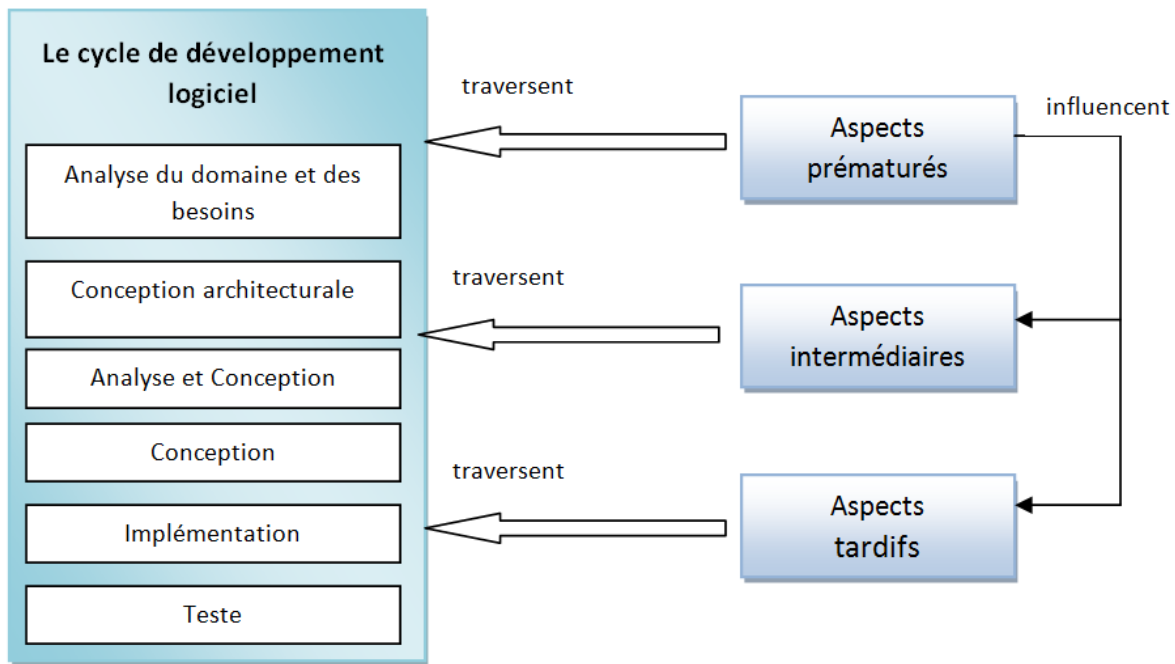 Le cycle de développement
logiciel
Analyse du domaine et des
besoins
Conception architecturale
Analyse et Conception
Conception
Implémentation
Teste
traversent
traversent
traversent
Aspects
prématurés
influencent
Aspects
intermédiaires
Aspects
tardifs